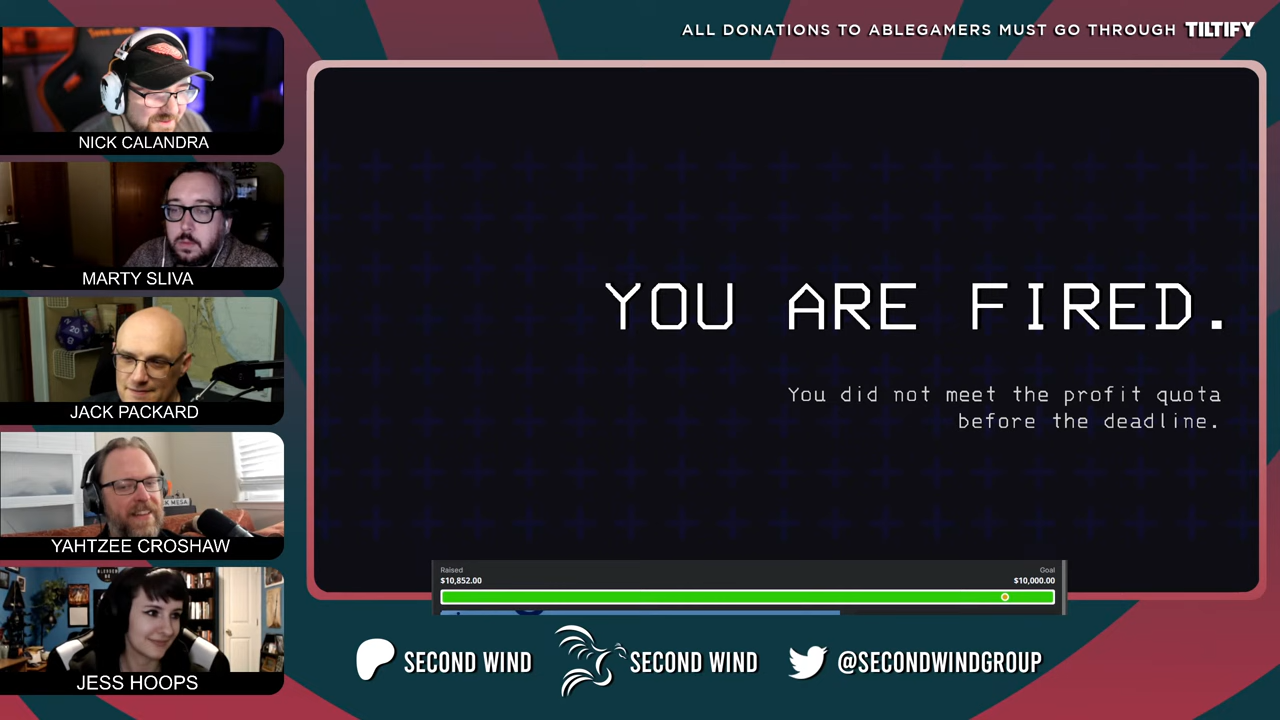 ALL DONATIONS TO ABLEGAMERS MUST GO THROUGH TILTIFY
NICK CALANDRA
MARTY SLIVA
JACK PACKARD
YAHTZEE CROSHAW
JESS HOOPS
YOU ARE FIRED.
You did not meet the profit quota
before the deadline.
Raised
Goal
$10,852.00
$10,000.00
SECOND WIND
SECOND WIND
@SECONDWINDGROUP